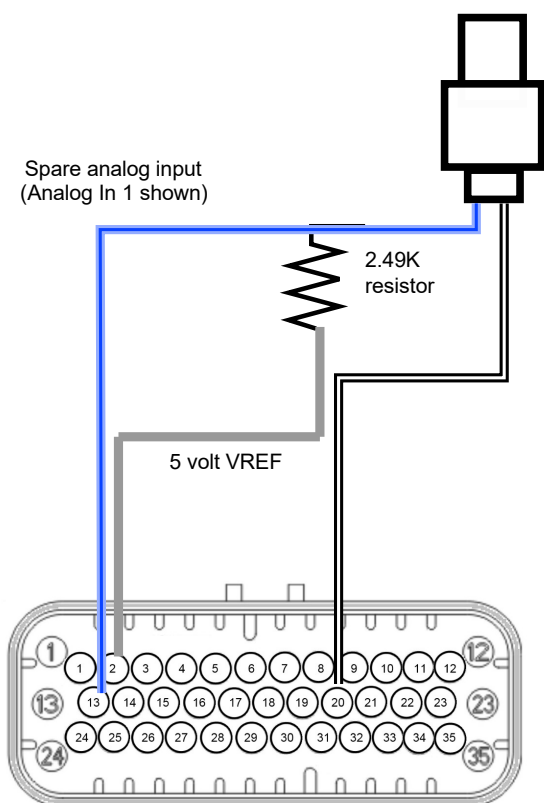 Spare analog input
(Analog In 1 shown)
2.49K
resistor
5 volt VREF
1 12
1 2 3 4 5 6 7 8 9 10 11 12
13 13 14 15 16 17 18 19 20 21 22 23 23
24 25 26 27 28 29 30 31 32 33 34 35
24 35